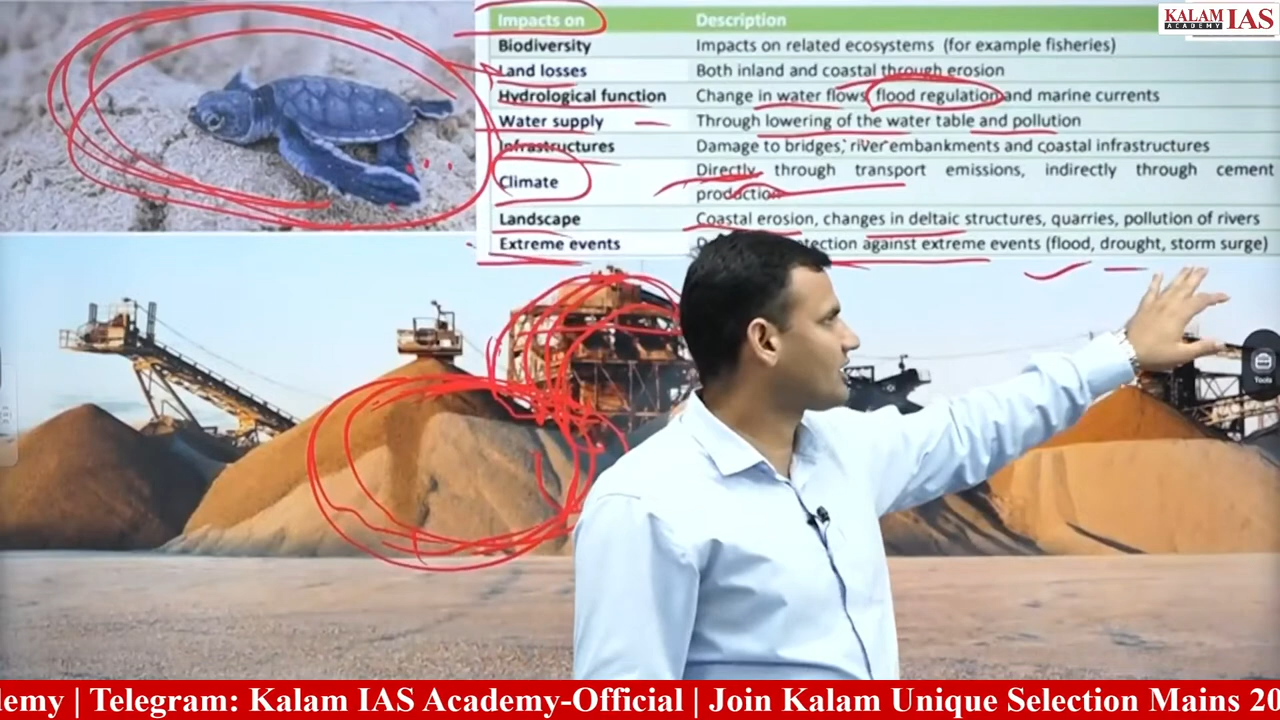 Impacts on Description
Biodiversity Impacts on related ecosystems (for example fisheries)
Land losses Both inland and coastal through erosion
Hydrological function Change in water flows, flood regulation and marine currents
Water supply Through lowering of the water table and pollution
Infrastructures Damage to bridges, river embankments and coastal infrastructures
Climate Directly through transport emissions, indirectly through cement
production
Landscape Coastal erosion, changes in deltaic structures, quarries, pollution of rivers
Extreme events against extreme events (flood, drought, storm surge)
KALAM IAS
ACADEMY
Tools
demy | Telegram: Kalam IAS Academy-Official | Join Kalam Unique Selection Mains 20